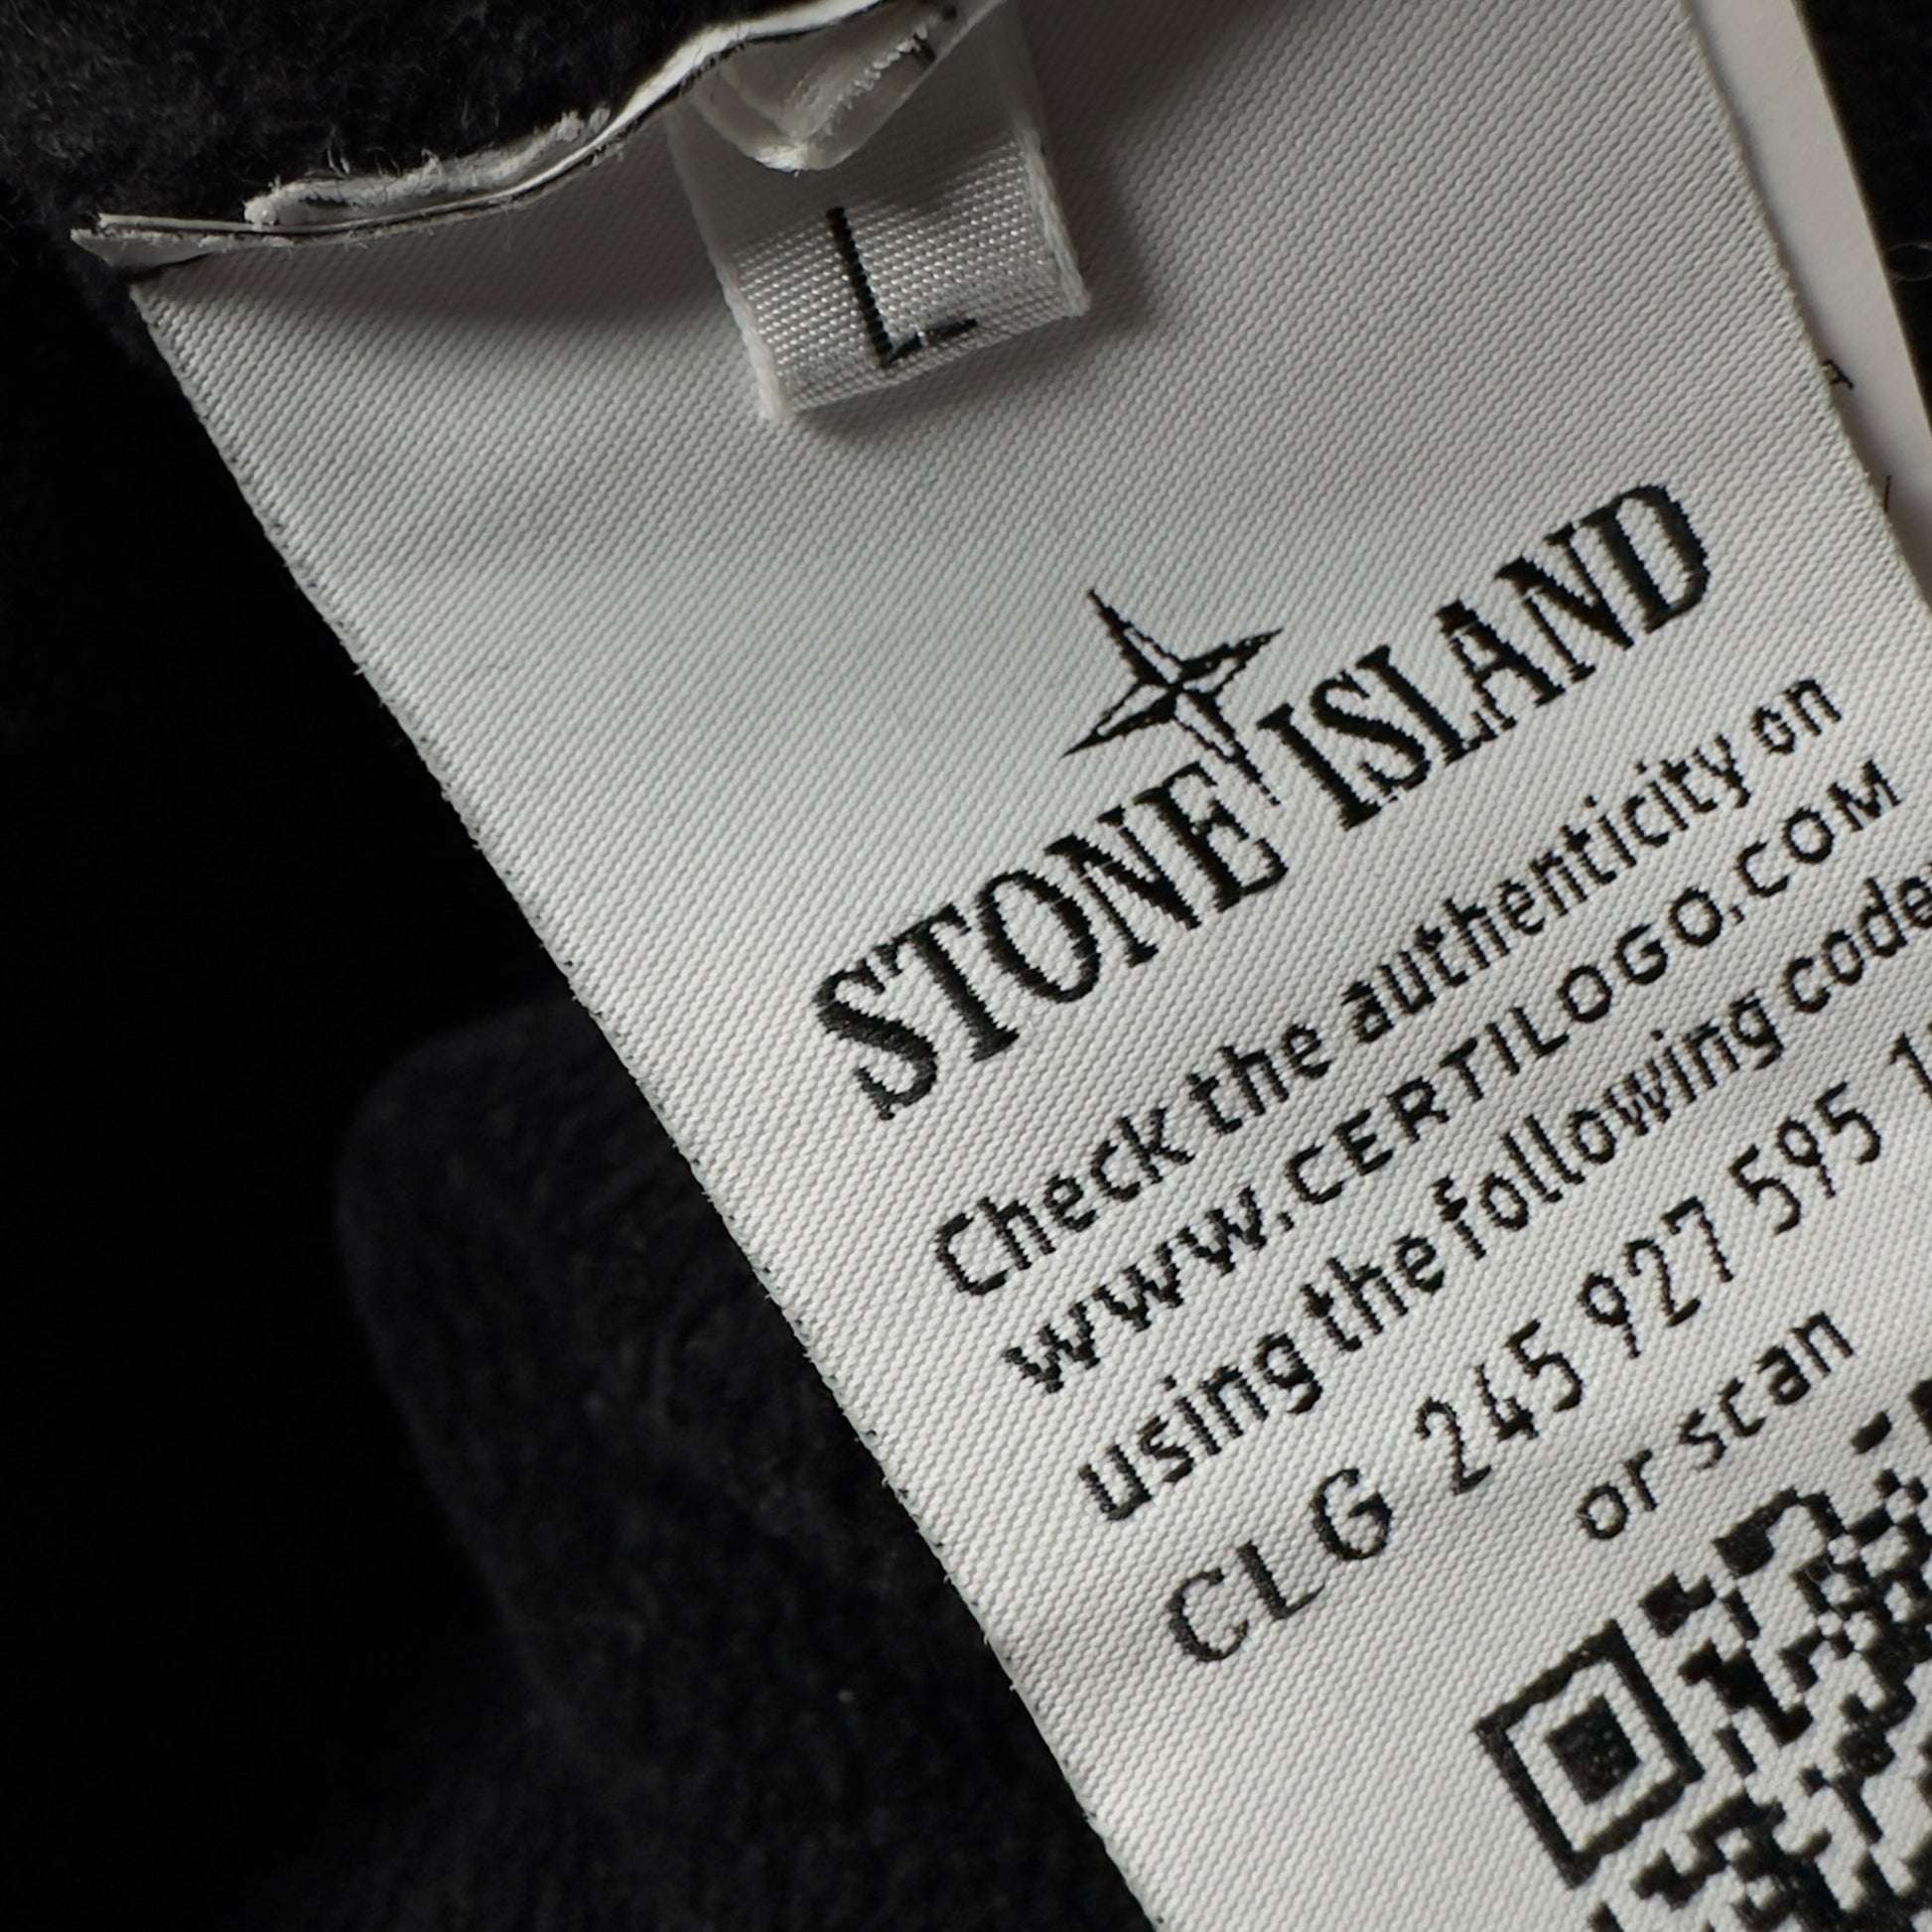 L
STONE ISLAND
Check the authenticity on
WWW.CERTILOGO.COM
using the following code
CLG 245 927 595 1
or scan